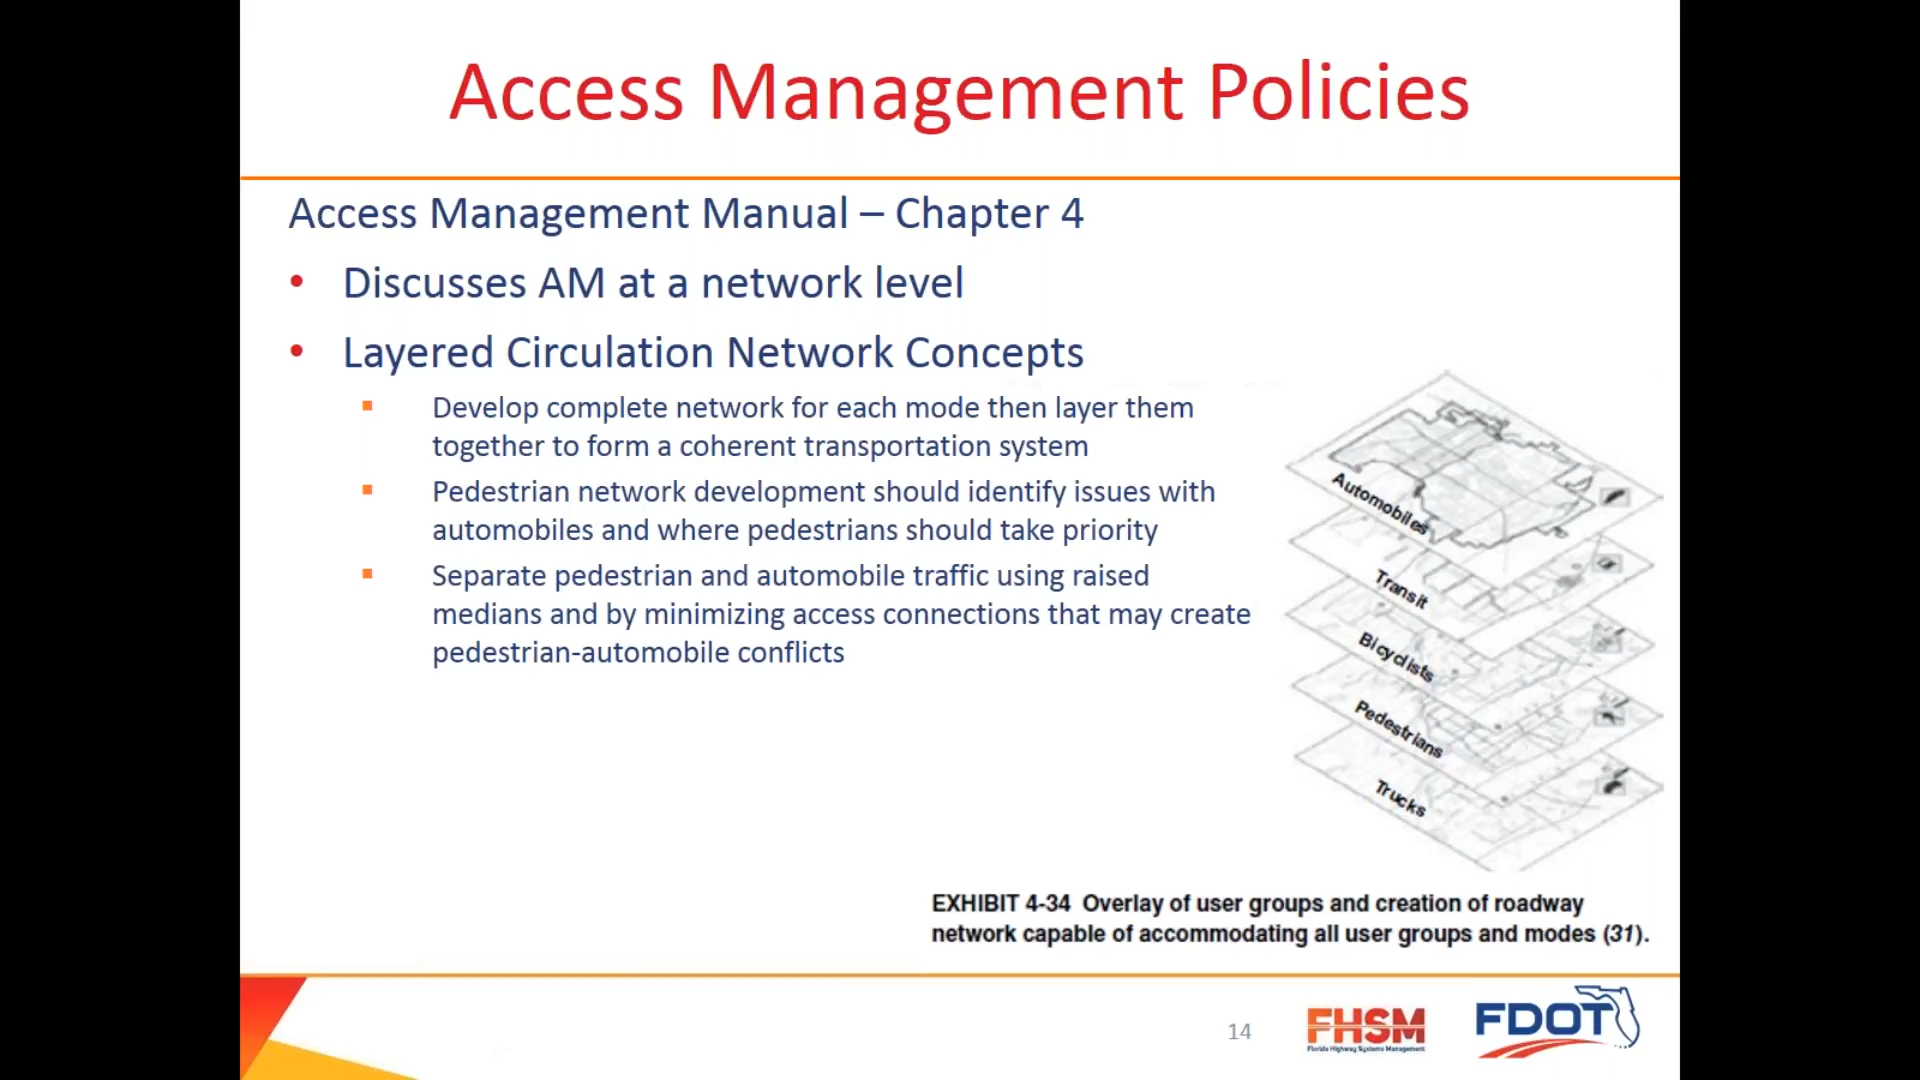 Access Management Policies
Access Management Manual – Chapter 4
• Discusses AM at a network level
• Layered Circulation Network Concepts
▪ Develop complete network for each mode then layer them
together to form a coherent transportation system
▪ Pedestrian network development should identify issues with
automobiles and where pedestrians should take priority
▪ Separate pedestrian and automobile traffic using raised
medians and by minimizing access connections that may create
pedestrian-automobile conflicts
Automobiles
Transit
Bicyclists
Pedestrians
Trucks
EXHIBIT 4-34 Overlay of user groups and creation of roadway
network capable of accommodating all user groups and modes (31).
14
FHSM
Florida Highway Systems Management
FDOT